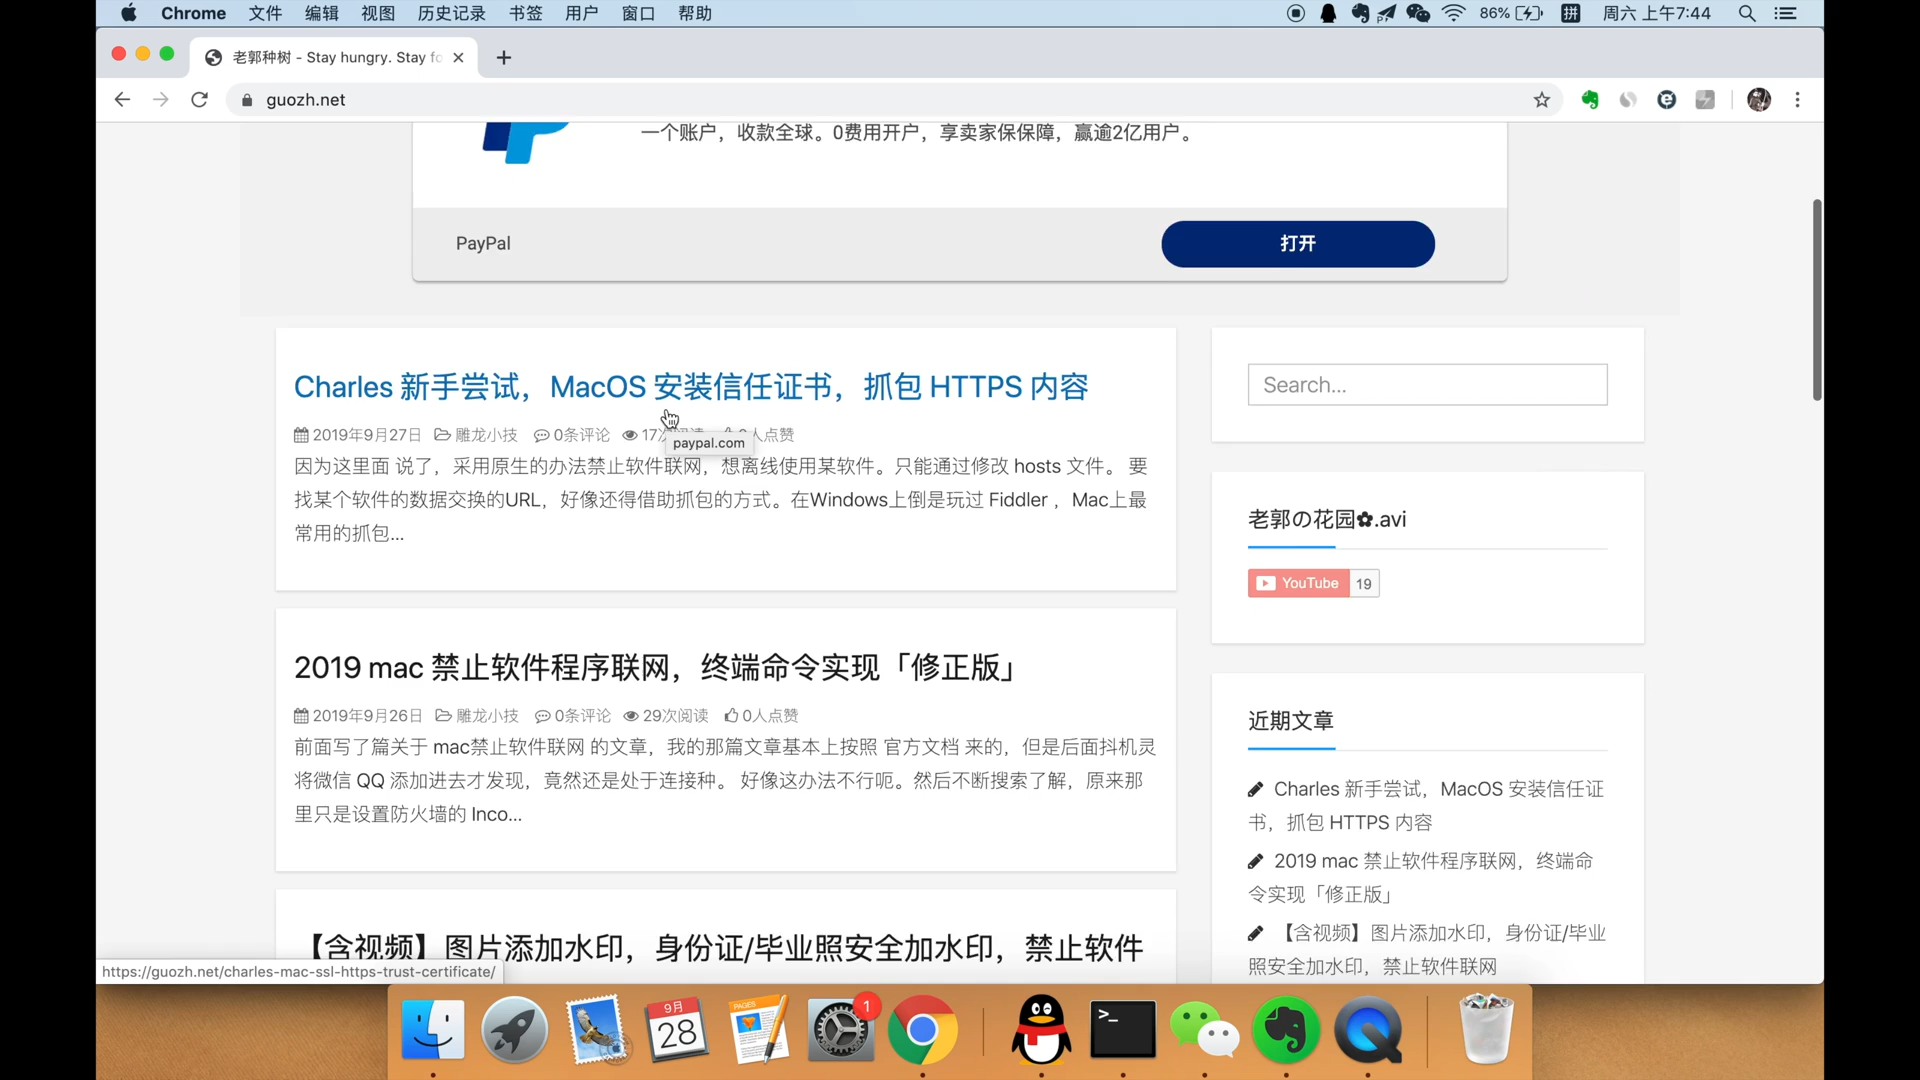 Chrome 文件 编辑 视图 历史记录 书签 用户 窗口 帮助
86% 拼 周六 上午7:44
老郭种树 - Stay hungry. Stay fo
guozh.net
一个账户，收款全球。0费用开户，享卖家保保障，赢逾2亿用户。
PayPal
打开
Charles 新手尝试，MacOS 安装信任证书，抓包 HTTPS 内容
2019年9月27日 雕龙小技 0条评论 17次 人点赞
paypal.com
因为这里面 说了，采用原生的办法禁止软件联网，想离线使用某软件。只能通过修改 hosts 文件。 要
找某个软件的数据交换的URL，好像还得借助抓包的方式。在Windows上倒是玩过 Fiddler ，Mac上最
常用的抓包...
2019 mac 禁止软件程序联网，终端命令实现「修正版」
2019年9月26日 雕龙小技 0条评论 29次阅读 0人点赞
前面写了篇关于 mac禁止软件联网 的文章，我的那篇文章基本上按照 官方文档 来的，但是后面抖机灵
将微信 QQ 添加进去才发现，竟然还是处于连接种。 好像这办法不行呃。然后不断搜索了解，原来那
里只是设置防火墙的 Inco...
【含视频】图片添加水印，身份证/毕业照安全加水印，禁止软件
Search...
老郭の花园✿.avi
YouTube 19
近期文章
Charles 新手尝试，MacOS 安装信任证
书，抓包 HTTPS 内容
2019 mac 禁止软件程序联网，终端命
令实现「修正版」
【含视频】图片添加水印，身份证/毕业
照安全加水印，禁止软件联网
https://guozh.net/charles-mac-ssl-https-trust-certificate/
9月
28
PAGES
1
>_